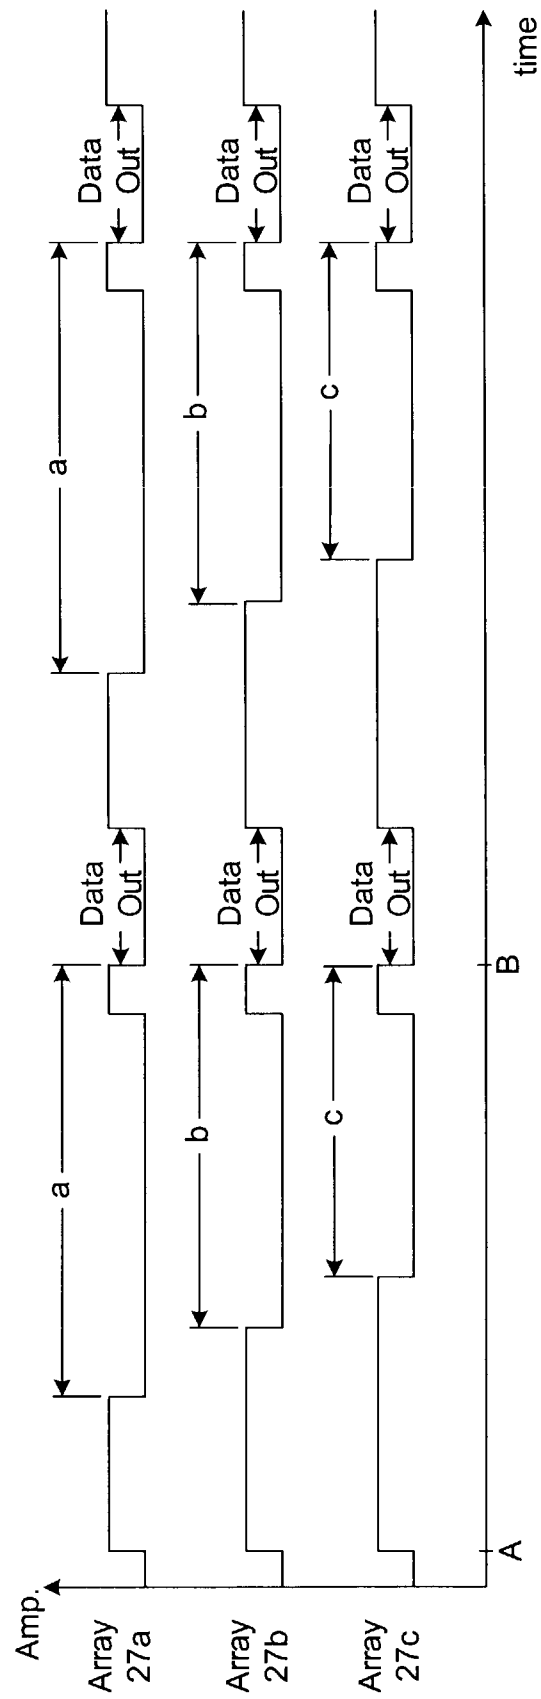 Amp.
Array
27a
a
Data
Out
a
Data
Out
Array
27b
b
Data
Out
b
Data
Out
Array
27c
c
Data
Out
c
Data
Out
A
B
time